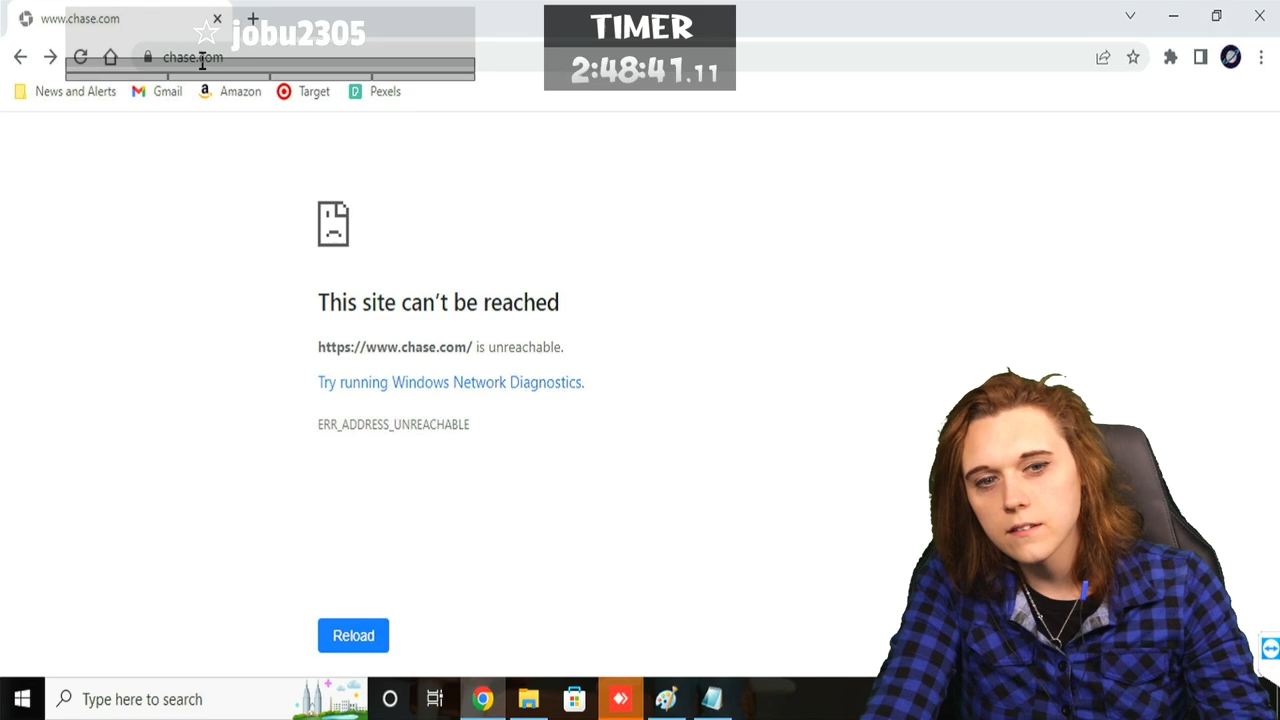 www.chase.com
jobu2305
TIMER
2:48:41.11
chase.com
News and Alerts
Gmail
Amazon
Target
Pexels
This site can't be reached
https://www.chase.com/ is unreachable.
Try running Windows Network Diagnostics.
ERR_ADDRESS_UNREACHABLE
Reload
Type here to search